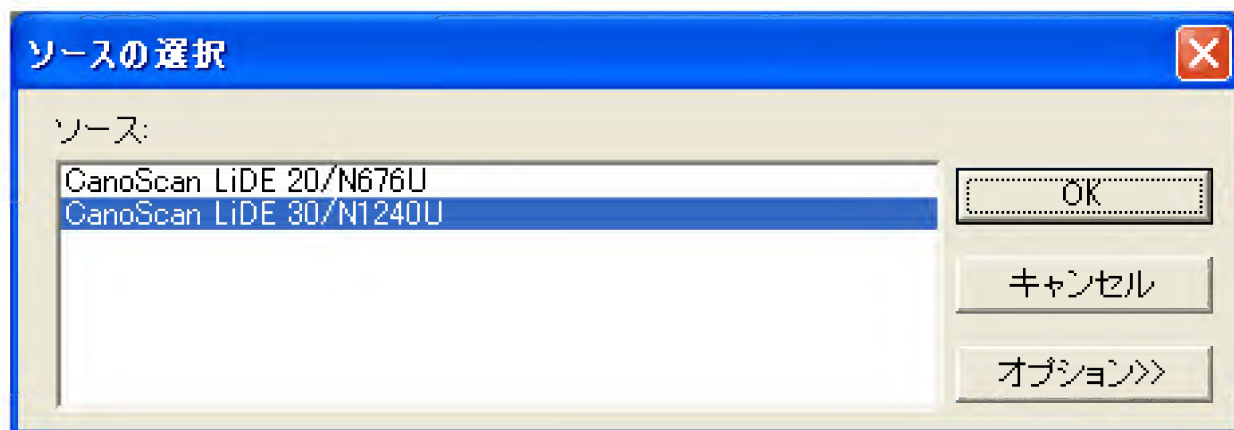 ソースの選択
ソース:
CanoScan LiDE 20/N676U
CanoScan LiDE 30/N1240U
OK
キャンセル
オプション>>